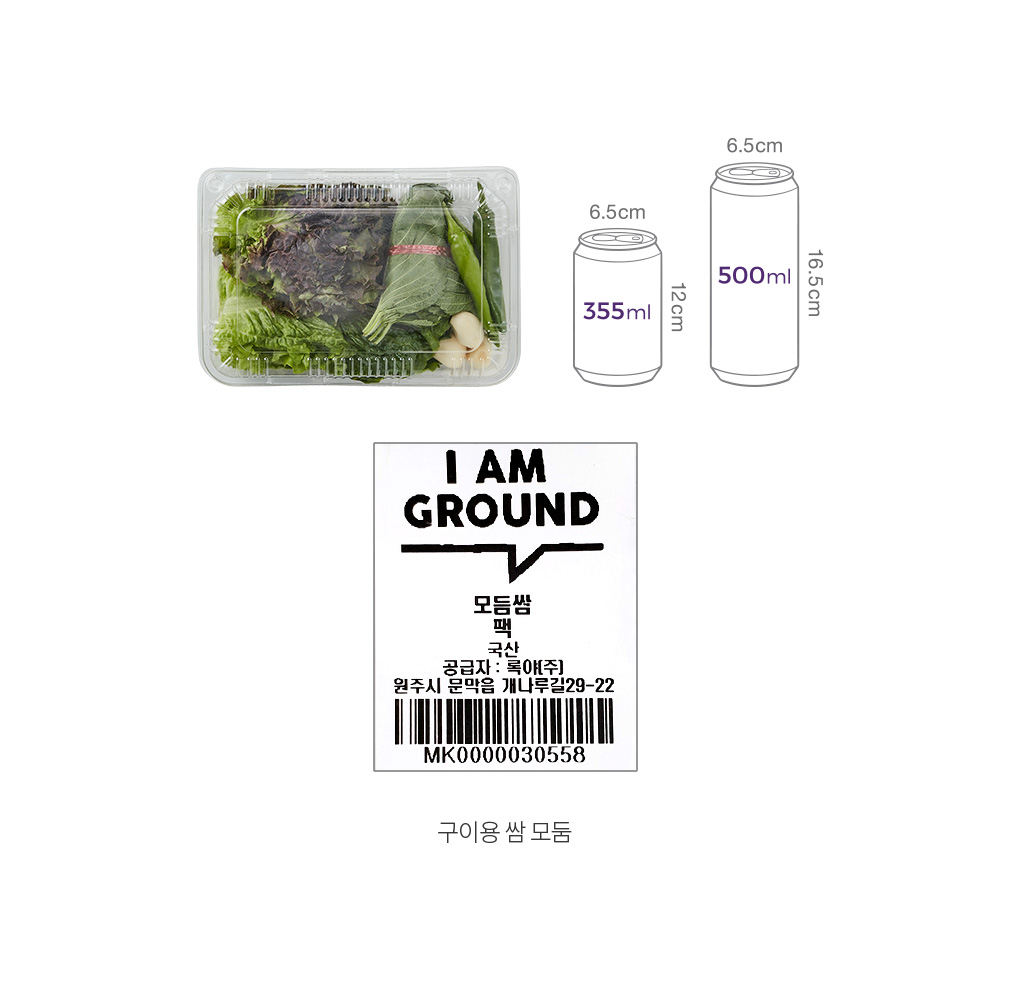 6.5cm
6.5cm
355ml
12cm
500ml
16.5cm
I AM
GROUND
모듬쌈
팩
국산
공급자 : 록야(주)
원주시 문막읍 개나루길29-22
MK0000030558
구이용 쌈 모둠